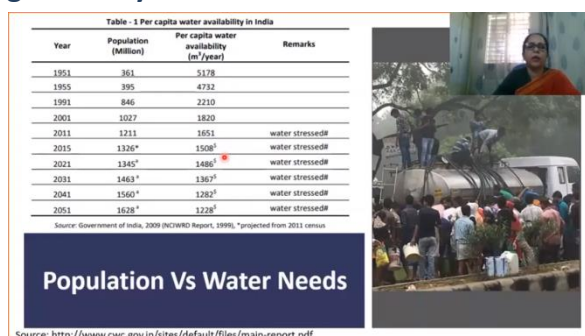 Table - 1 Per capita water availability in India
Year Population (Million) Per capita water availability (m³/year) Remarks
1951 361 5178
1955 395 4732
1991 846 2210
2001 1027 1820
2011 1211 1651 water stressed#
2015 1326* 1508$ water stressed#
2021 1345ᵃ 1486$ water stressed#
2031 1463ᵃ 1367$ water stressed#
2041 1560ᵃ 1282$ water stressed#
2051 1628ᵃ 1228$ water stressed#
Source: Government of India, 2009 (NCIWRD Report, 1999), *projected from 2011 census
Population Vs Water Needs
Source: http://www.cwc.gov.in/sites/default/files/main-report.pdf